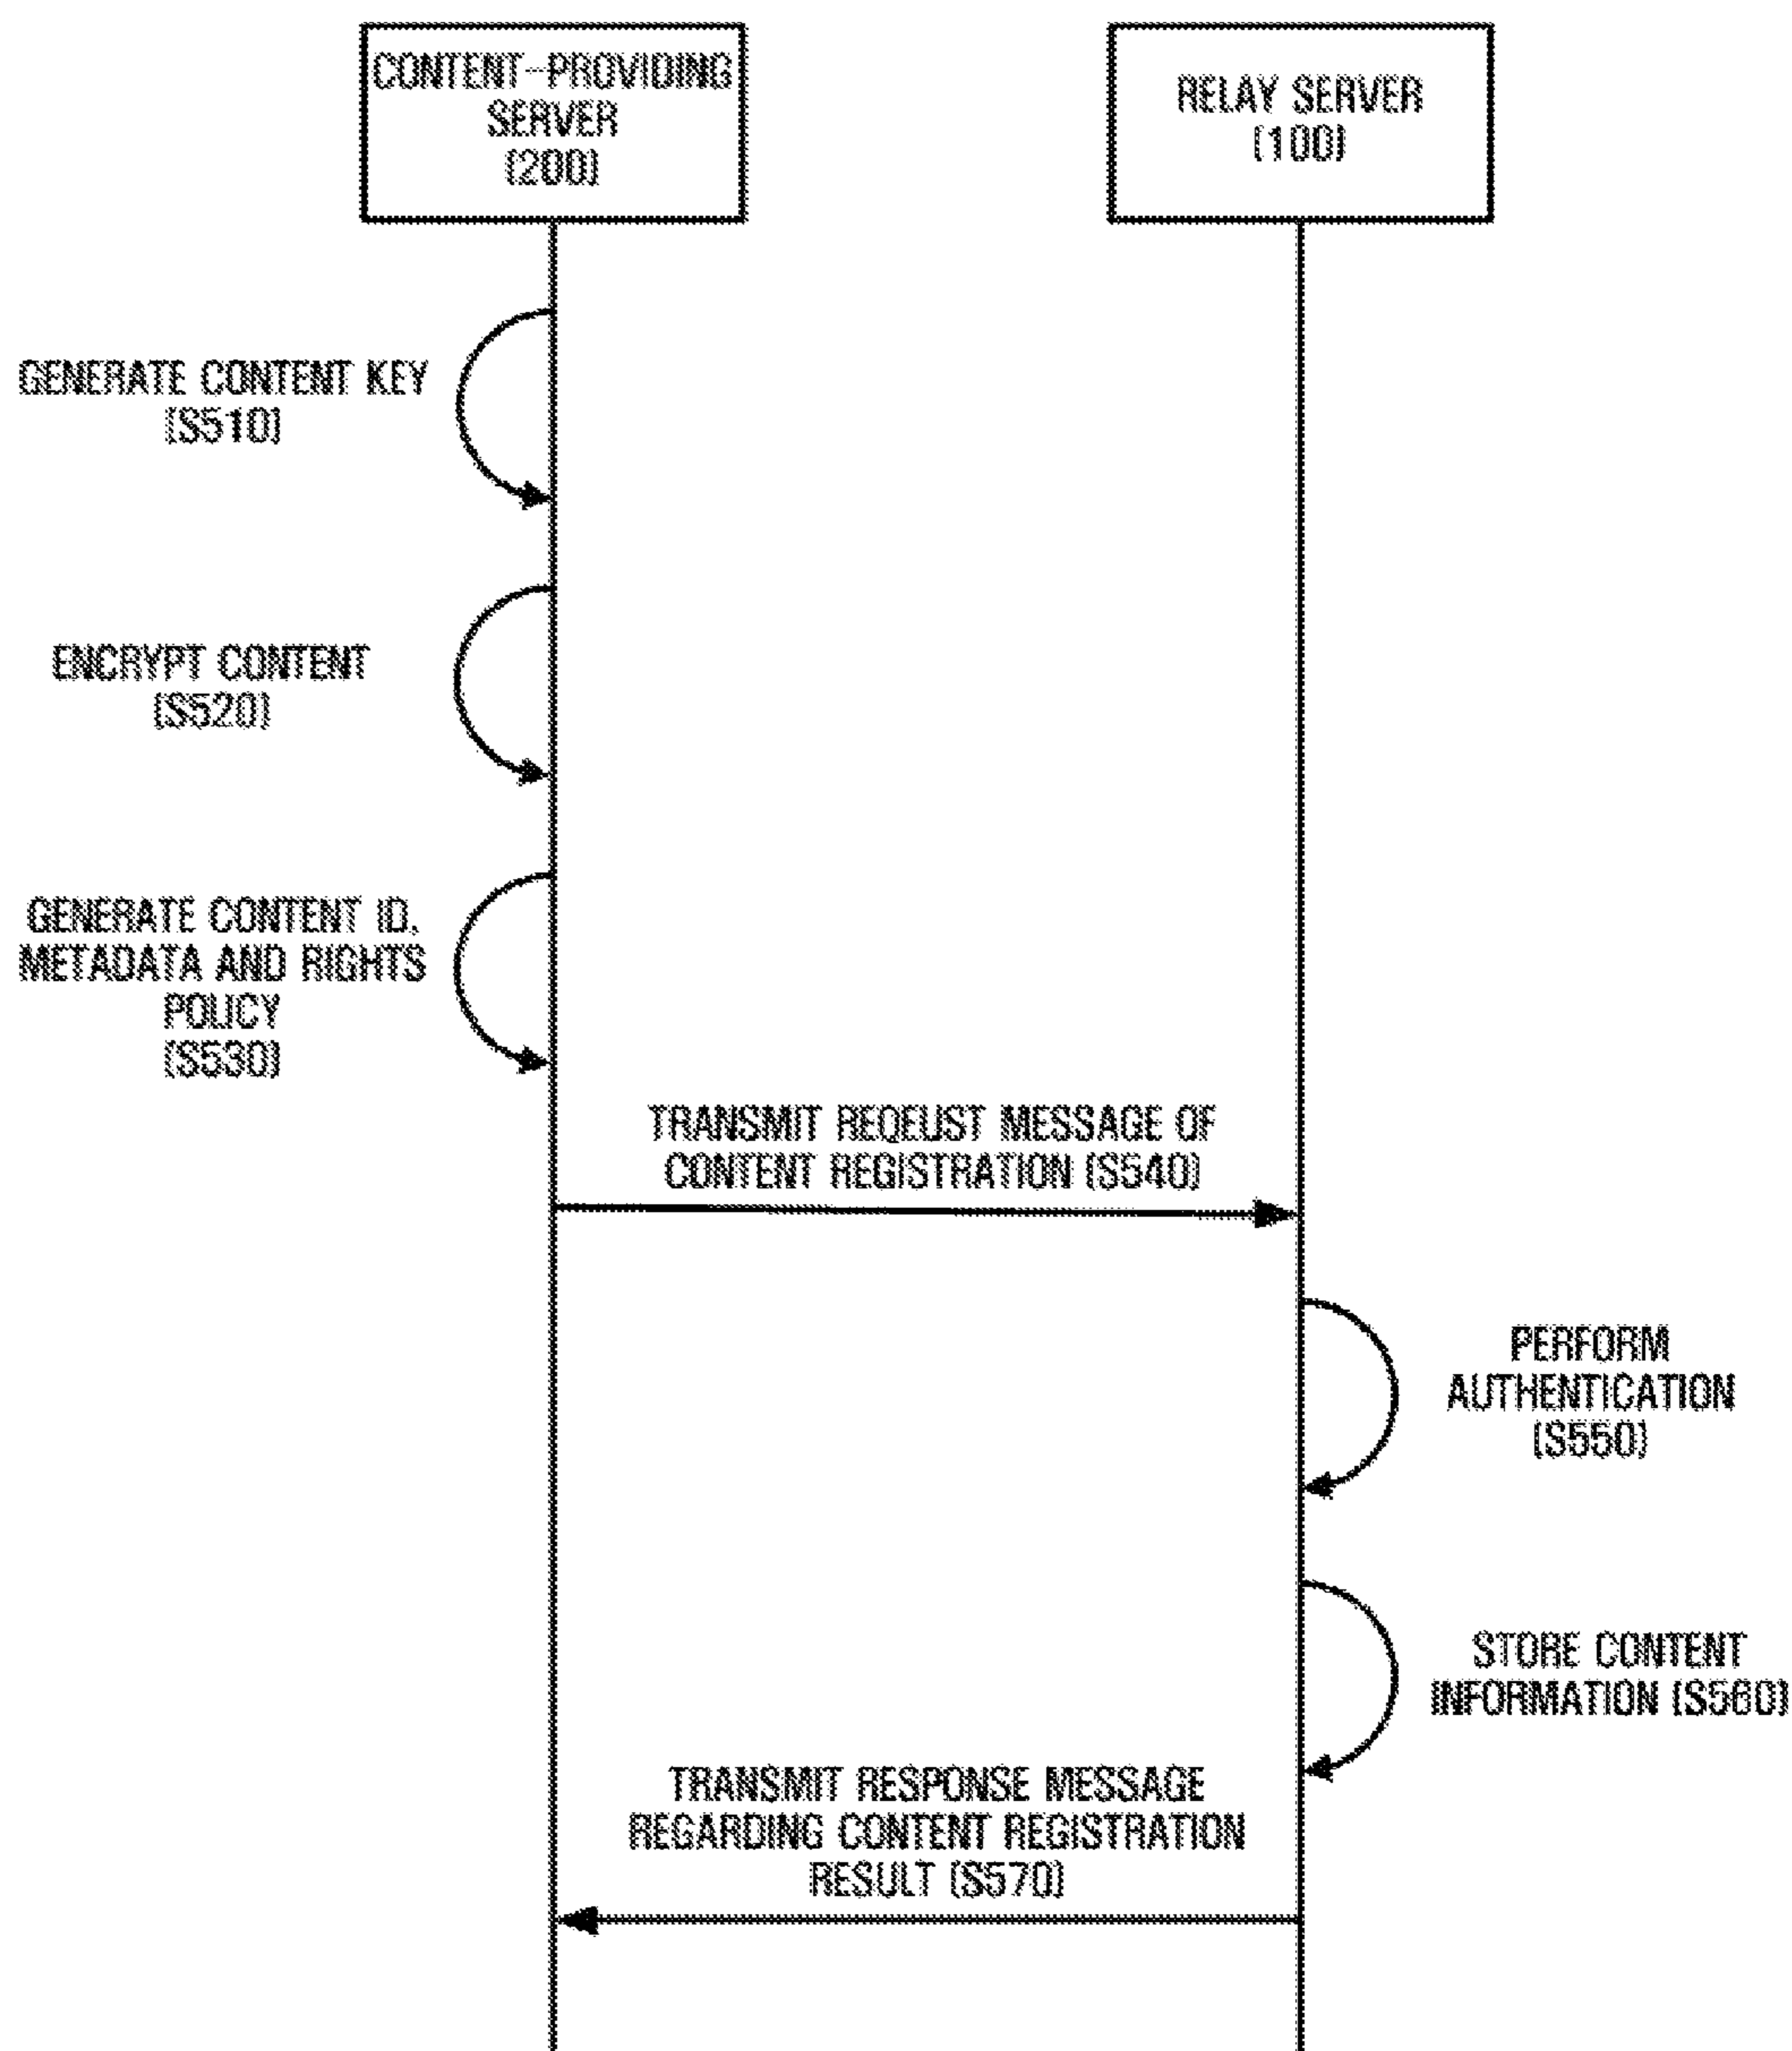 CONTENT-PROVIDING
SERVER
(200)
RELAY SERVER
(100)
GENERATE CONTENT KEY
(S510)
ENCRYPT CONTENT
(S520)
GENERATE CONTENT ID,
METADATA AND RIGHTS
POLICY
(S530)
TRANSMIT REQEUST MESSAGE OF
CONTENT REGISTRATION (S540)
PERFORM
AUTHENTICATION
(S550)
STORE CONTENT
INFORMATION (S560)
TRANSMIT RESPONSE MESSAGE
REGARDING CONTENT REGISTRATION
RESULT (S570)